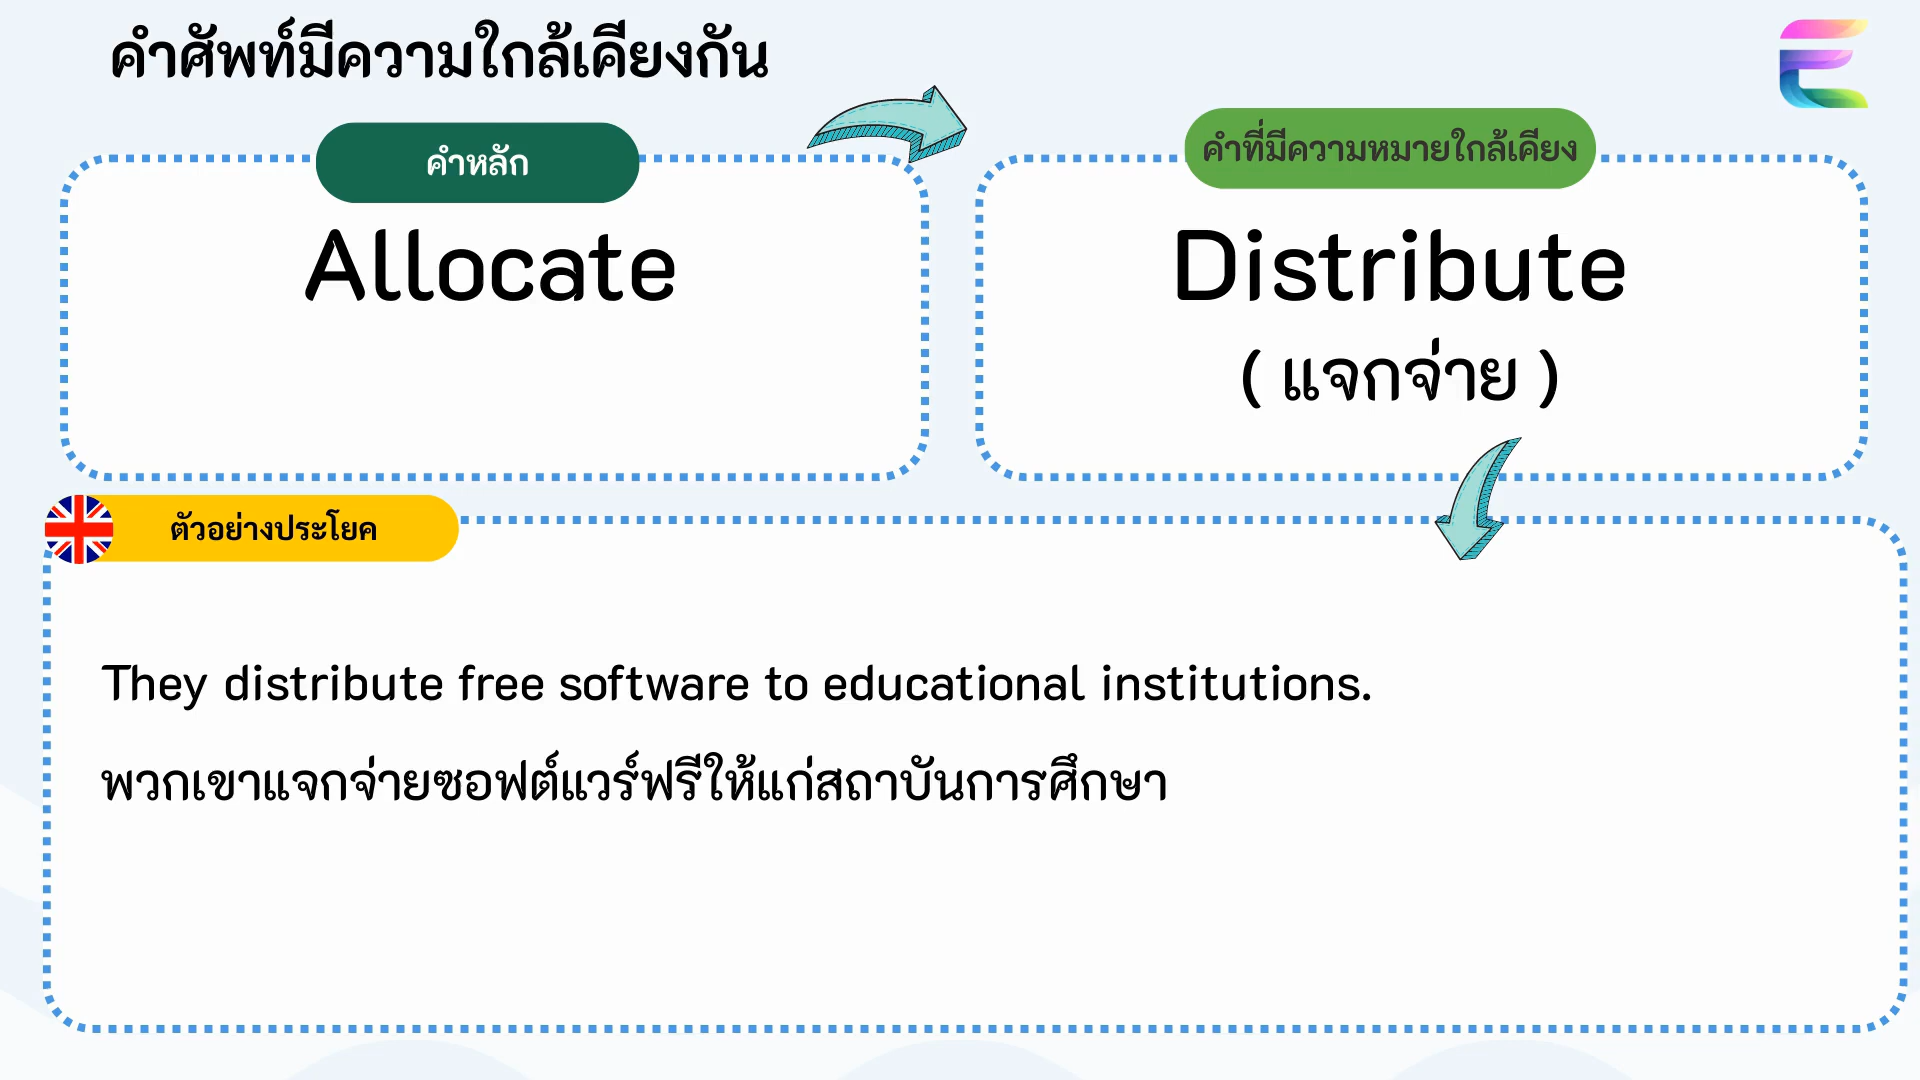 คำศัพท์มีความใกล้เคียงกัน
คำหลัก
Allocate
คำที่มีความหมายใกล้เคียง
Distribute
( แจกจ่าย )
ตัวอย่างประโยค
They distribute free software to educational institutions.
พวกเขาแจกจ่ายซอฟต์แวร์ฟรีให้แก่สถาบันการศึกษา